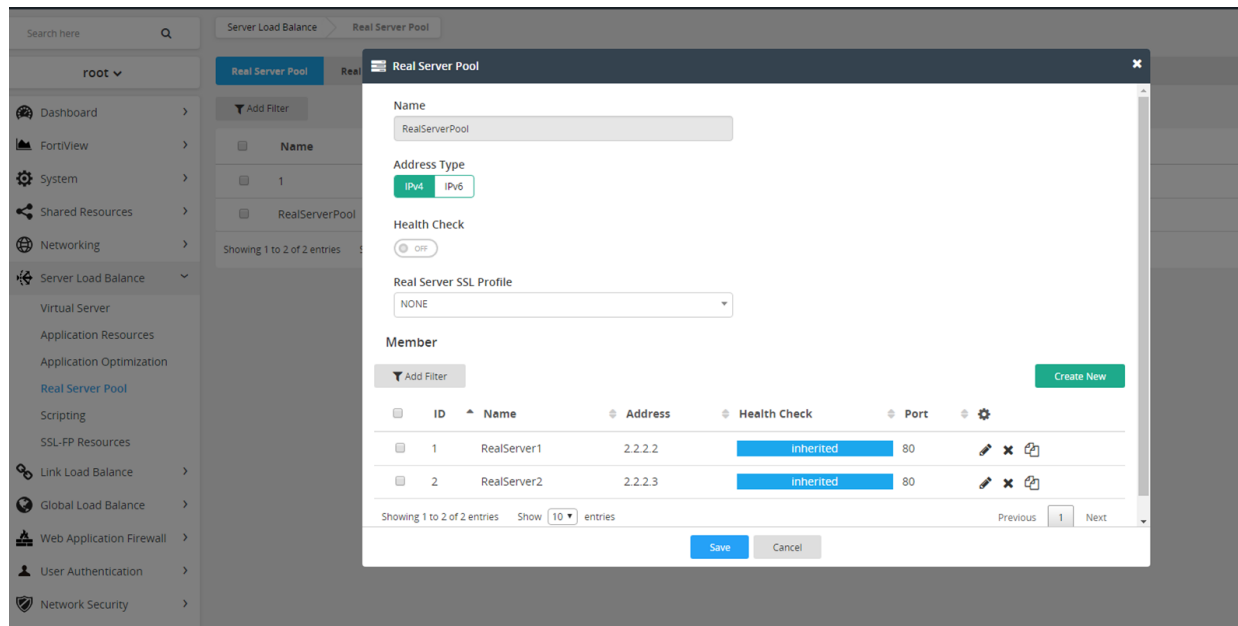 Search here
root
Dashboard
FortiView
System
Shared Resources
Networking
Server Load Balance
Virtual Server
Application Resources
Application Optimization
Real Server Pool
Scripting
SSL-FP Resources
Link Load Balance
Global Load Balance
Web Application Firewall
User Authentication
Network Security
Server Load Balance Real Server Pool
Real Server Pool Real
Add Filter
Name
1
RealServerPool
Showing 1 to 2 of 2 entries
Real Server Pool
Name
RealServerPool
Address Type
IPv4 IPv6
Health Check
OFF
Real Server SSL Profile
NONE
Member
Add Filter Create New
ID Name Address Health Check Port
1 RealServer1 2.2.2.2 inherited 80
2 RealServer2 2.2.2.3 inherited 80
Showing 1 to 2 of 2 entries Show 10 entries Previous 1 Next
Save Cancel